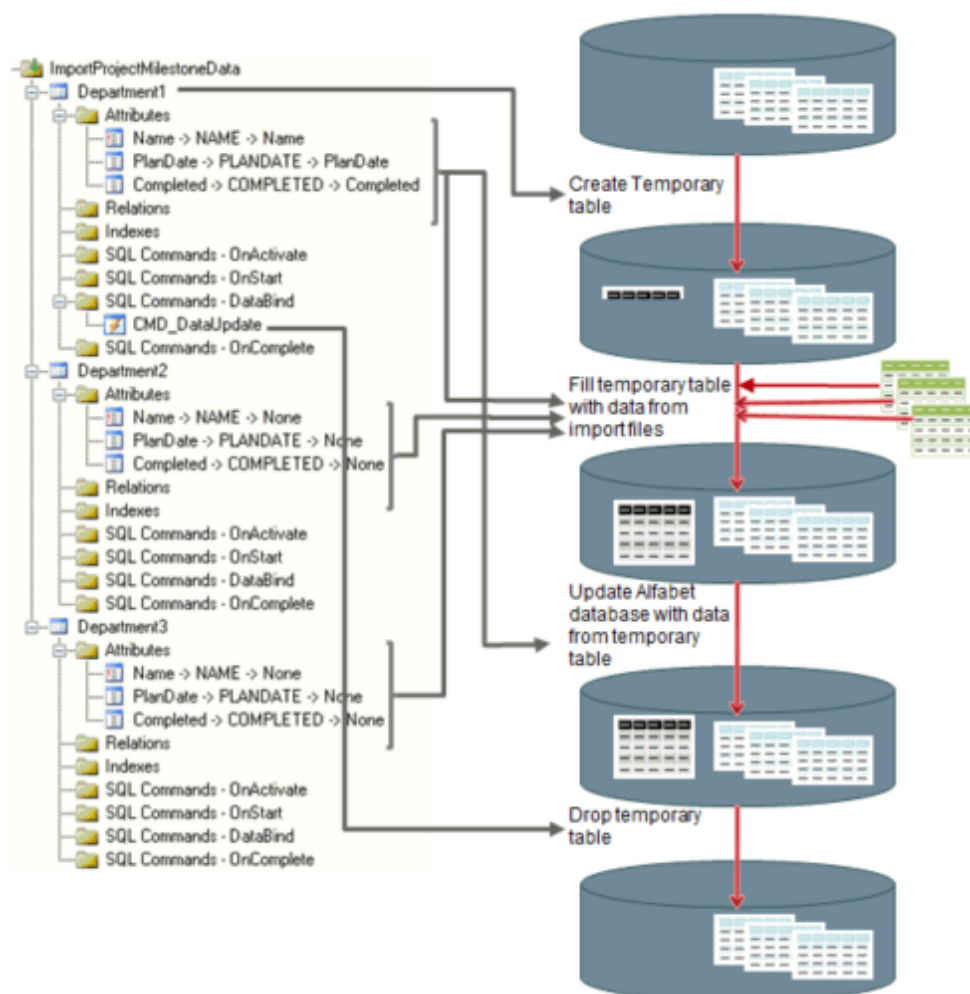 ImportProjectMilestoneData
Department1
Attributes
Name -> NAME -> Name
PlanDate -> PLANDATE -> PlanDate
Completed -> COMPLETED -> Completed
Relations
Indexes
SQL Commands - OnActivate
SQL Commands - OnStart
SQL Commands - DataBind
CMD_DataUpdate
SQL Commands - OnComplete
Department2
Attributes
Name -> NAME -> None
PlanDate -> PLANDATE -> None
Completed -> COMPLETED -> None
Relations
Indexes
SQL Commands - OnActivate
SQL Commands - OnStart
SQL Commands - DataBind
SQL Commands - OnComplete
Department3
Attributes
Name -> NAME -> None
PlanDate -> PLANDATE -> None
Completed -> COMPLETED -> None
Relations
Indexes
SQL Commands - OnActivate
SQL Commands - OnStart
SQL Commands - DataBind
SQL Commands - OnComplete
Create Temporary
table
Fill temporary table
with data from
import files
Update Alfabet
database with data
from temporary
table
Drop temporary
table